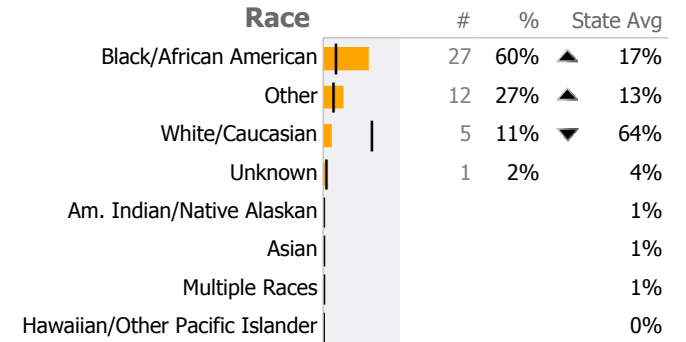 Race # % State Avg
Black/African American 27 60% ▲ 17%
Other 12 27% ▲ 13%
White/Caucasian 5 11% ▼ 64%
Unknown 1 2% 4%
Am. Indian/Native Alaskan 1%
Asian 1%
Multiple Races 1%
Hawaiian/Other Pacific Islander 0%